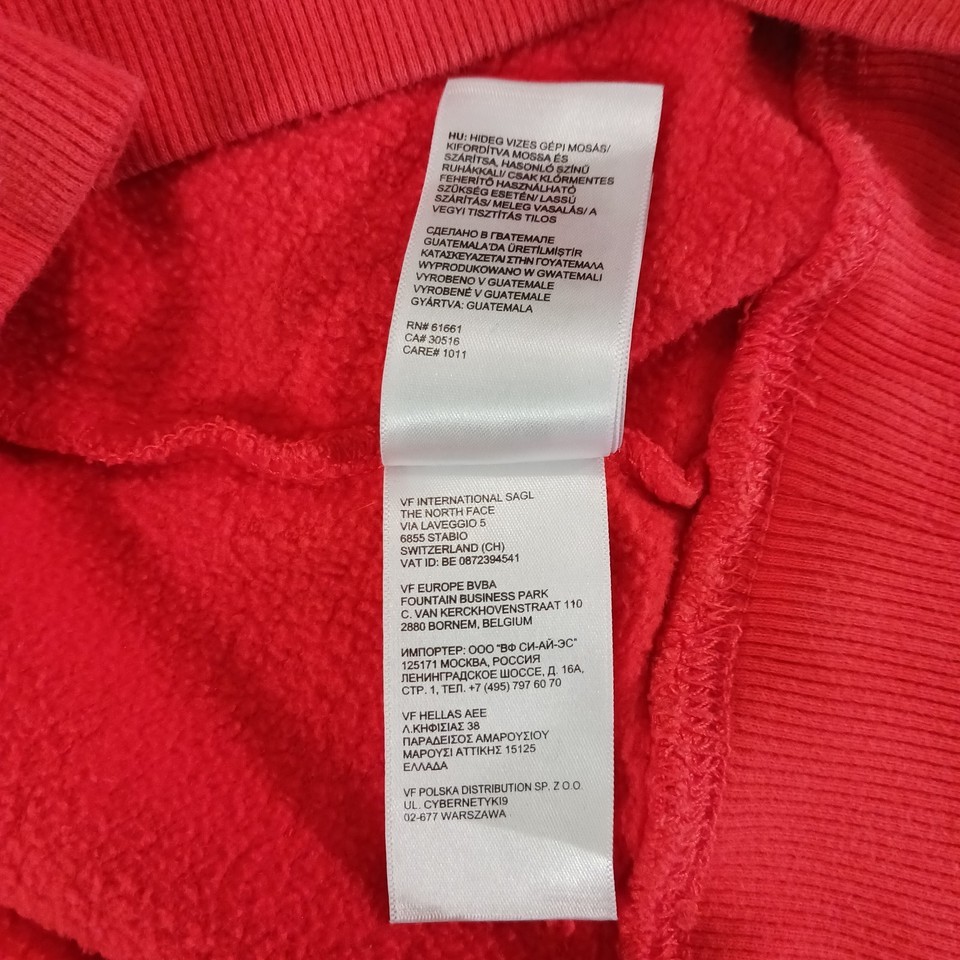 HU: HIDEG VIZES GÉPI MOSÁS/
KIFORDÍTVA MOSSA ÉS
SZÁRÍTSA, HASONLÓ SZÍNŰ
RUHÁKKAL/ CSAK KLÓRMENTES
FEHERÍTŐ HASZNÁLHATÓ
SZÜKSÉG ESETÉN/ LASSÚ
SZÁRÍTÁS/ MELEG VASALÁS/ A
VEGYI TISZTÍTÁS TILOS
СДЕЛАНО В ГВАТЕМАЛЕ
GUATEMALA'DA ÜRETİLMİŞTİR
ΚΑΤΑΣΚΕΥΑΖΕΤΑΙ ΣΤΗΝ ΓΟΥΑΤΕΜΑΛΑ
WYPRODUKOWANO W GWATEMALI
VYROBENO V GUATEMALE
VYROBENÉ V GUATEMALE
GYÁRTVA: GUATEMALA
RN# 61661
CA# 30516
CARE# 1011
VF INTERNATIONAL SAGL
THE NORTH FACE
VIA LAVEGGIO 5
6855 STABIO
SWITZERLAND (CH)
VAT ID: BE 0872394541
VF EUROPE BVBA
FOUNTAIN BUSINESS PARK
C. VAN KERCKHOVENSTRAAT 110
2880 BORNEM, BELGIUM
ИМПОРТЕР: ООО "ВФ СИ-АЙ-ЭС"
125171 МОСКВА, РОССИЯ
ЛЕНИНГРАДСКОЕ ШОССЕ, Д. 16А,
СТР. 1, ТЕЛ. +7 (495) 797 60 70
VF HELLAS AEE
Λ.ΚΗΦΙΣΙΑΣ 38
ΠΑΡΑΔΕΙΣΟΣ ΑΜΑΡΟΥΣΙΟΥ
ΜΑΡΟΥΣΙ ΑΤΤΙΚΗΣ 15125
ΕΛΛΑΔΑ
VF POLSKA DISTRIBUTION SP. Z O.O.
UL. CYBERNETYKI9
02-677 WARSZAWA